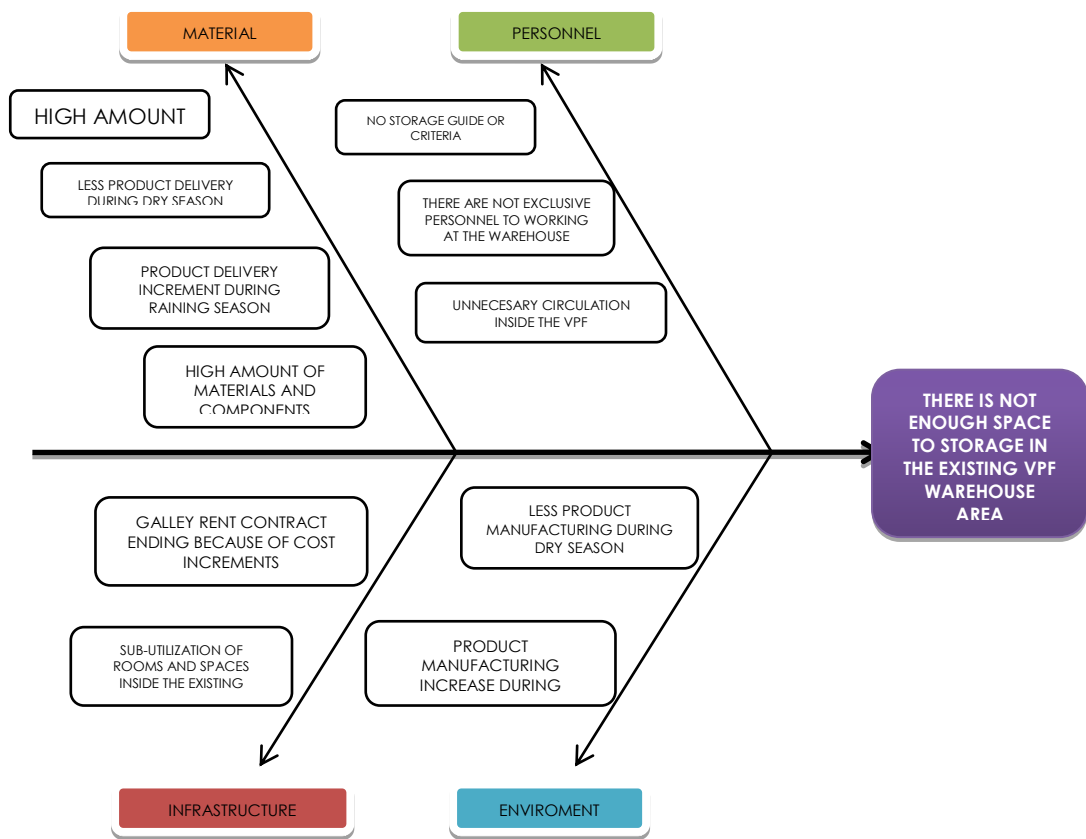 MATERIAL
PERSONNEL
HIGH AMOUNT
NO STORAGE GUIDE OR
CRITERIA
LESS PRODUCT DELIVERY
DURING DRY SEASON
THERE ARE NOT EXCLUSIVE
PERSONNEL TO WORKING
AT THE WAREHOUSE
PRODUCT DELIVERY
INCREMENT DURING
RAINING SEASON
UNNECESARY CIRCULATION
INSIDE THE VPF
HIGH AMOUNT OF
MATERIALS AND
COMPONENTS
THERE IS NOT
ENOUGH SPACE
TO STORAGE IN
THE EXISTING VPF
WAREHOUSE
AREA
GALLEY RENT CONTRACT
ENDING BECAUSE OF COST
INCREMENTS
LESS PRODUCT
MANUFACTURING DURING
DRY SEASON
SUB-UTILIZATION OF
ROOMS AND SPACES
INSIDE THE EXISTING
PRODUCT
MANUFACTURING
INCREASE DURING
INFRASTRUCTURE
ENVIROMENT